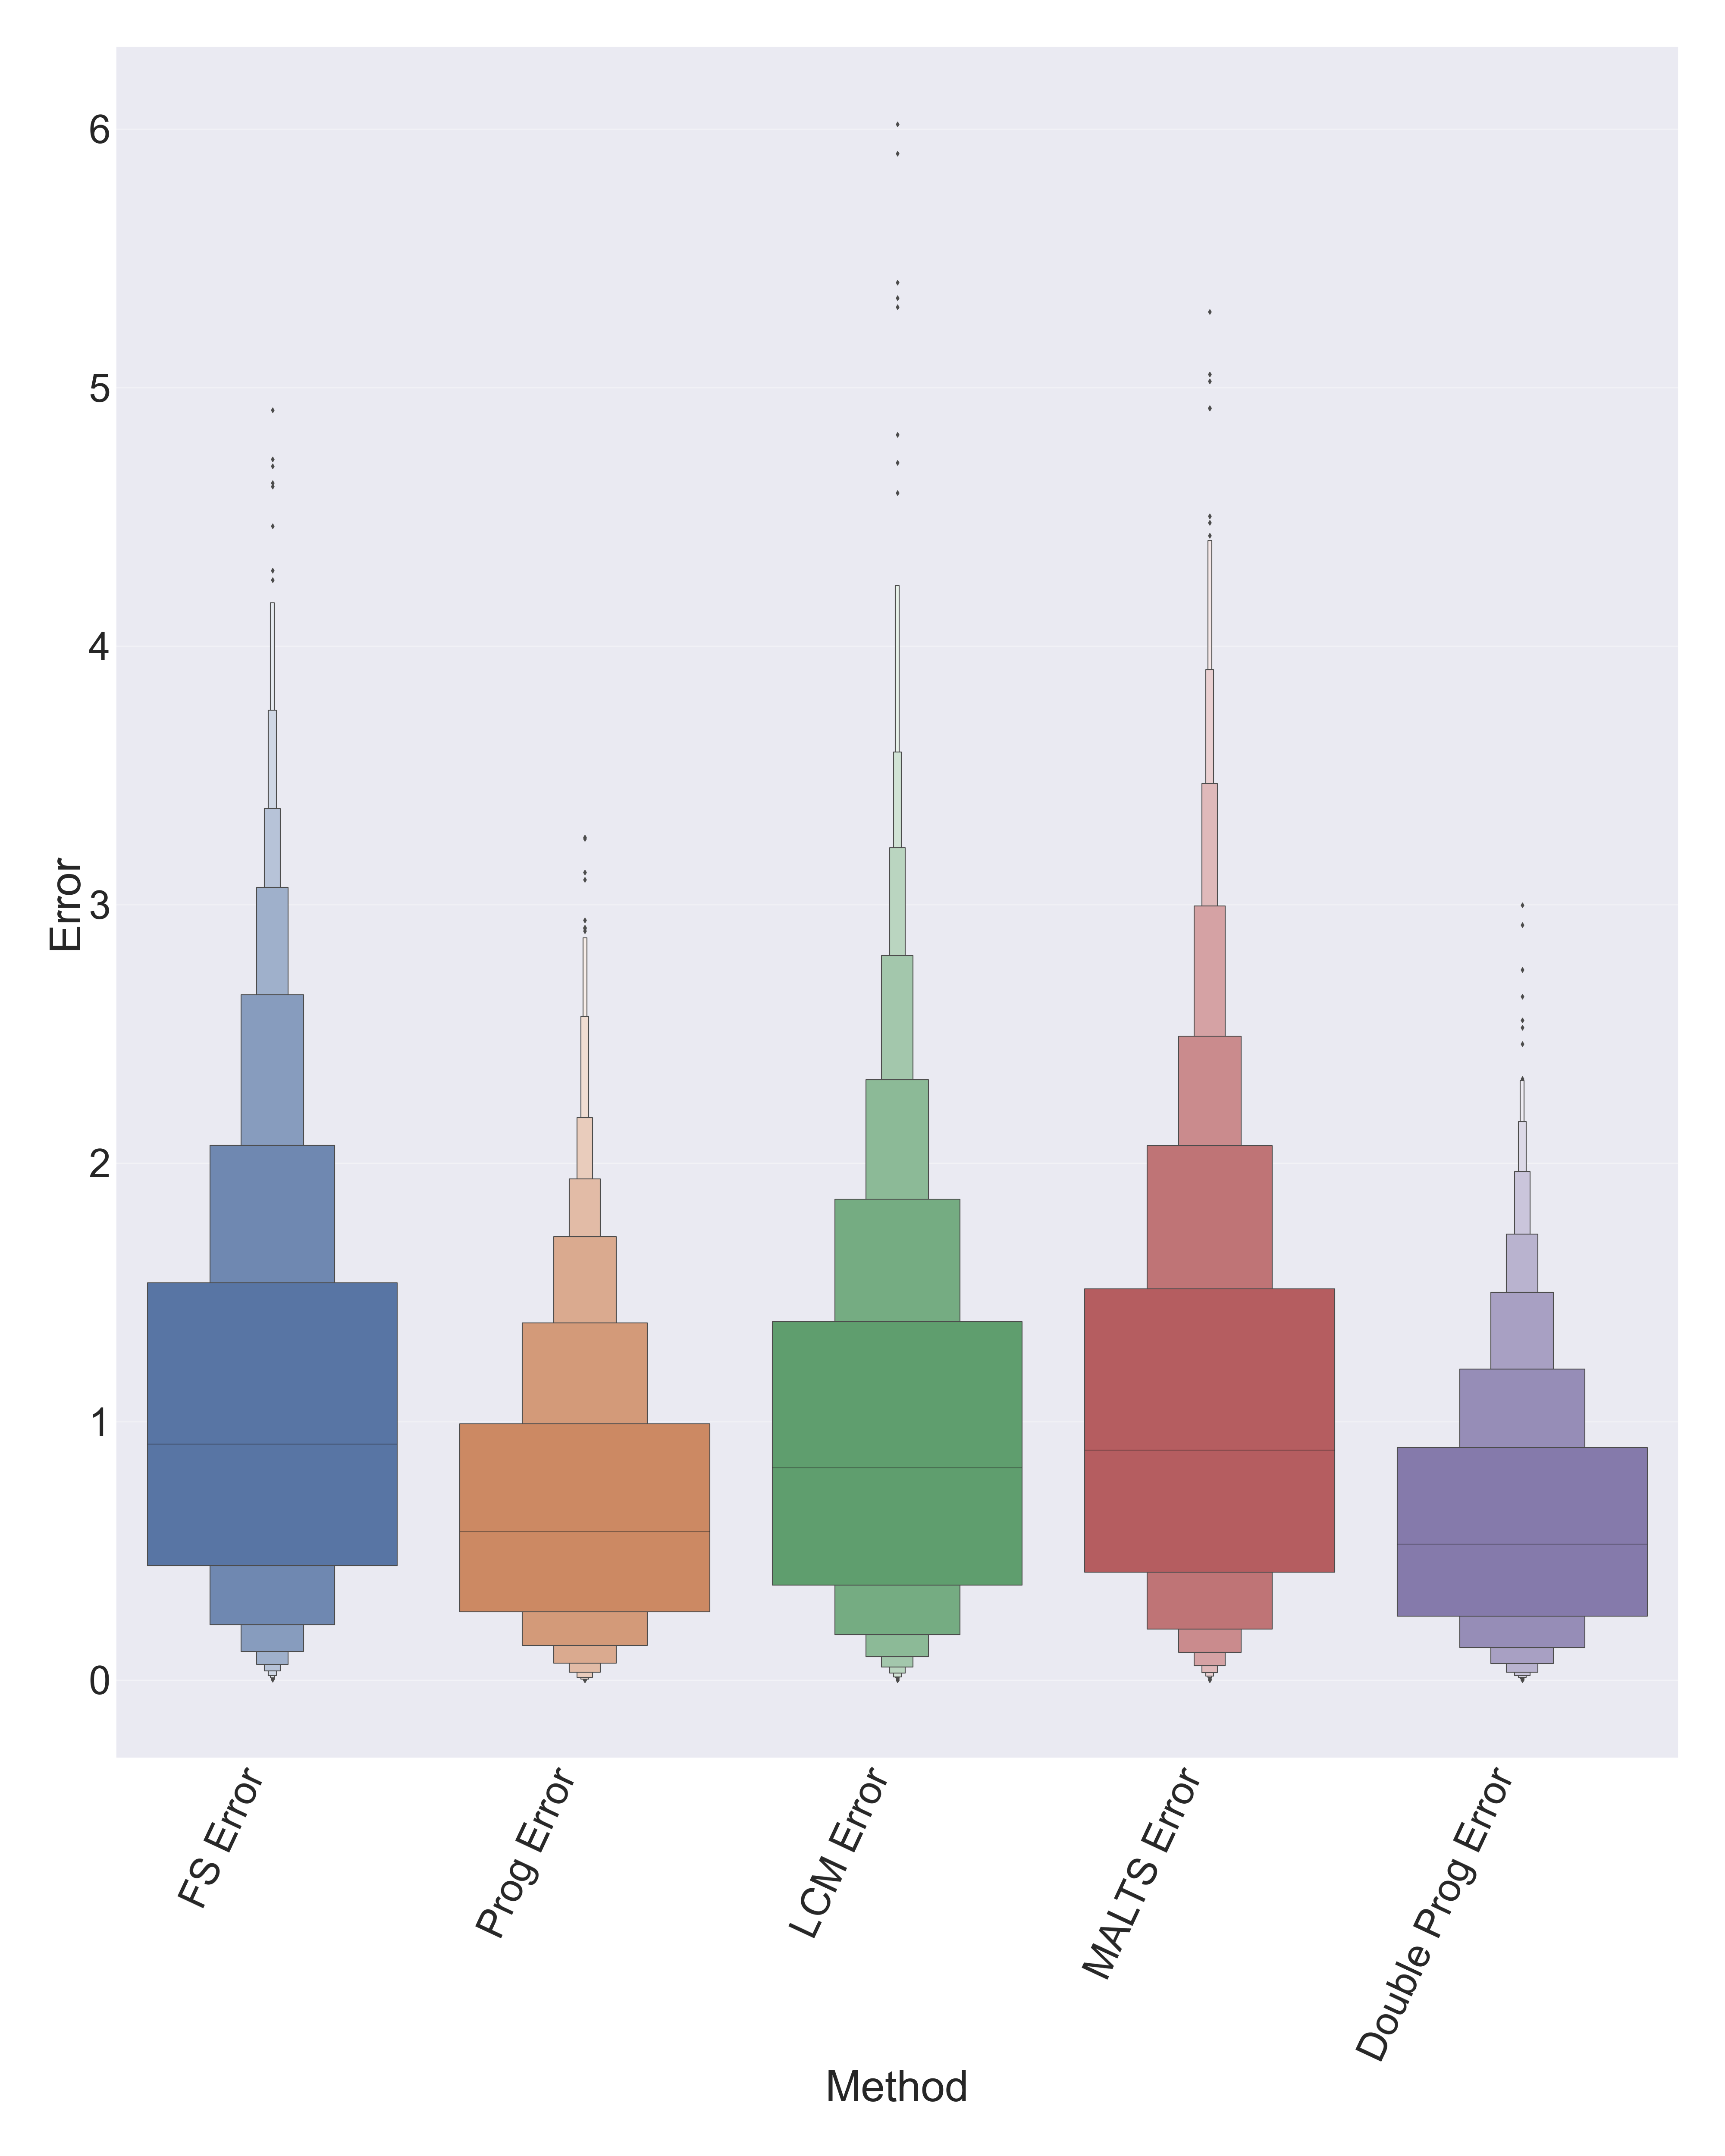 6
5
4
3
2
1
0
Error
FS Error
Prog Error
LCM Error
MALTS Error
Double Prog Error
Method